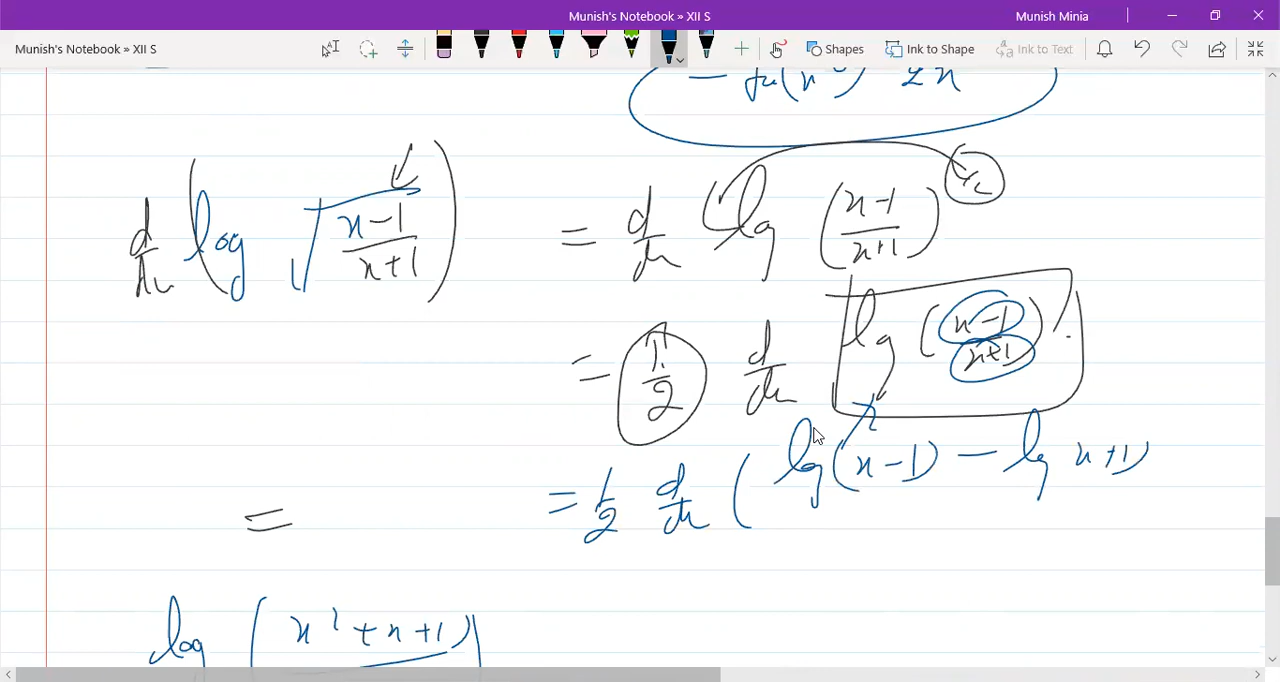 Munish's Notebook » XII S
Munish Minia
Munish's Notebook » XII S
Shapes
Ink to Shape
Ink to Text
d/dx (log √((x-1)/(x+1))) = d/dx log ((x-1)/(x+1))^1/2
= 1/2 d/dx log ((x-1)/(x+1))
= 1/2 d/dx ( log (x-1) - log x+1)
=
log ( x² + x + 1 )